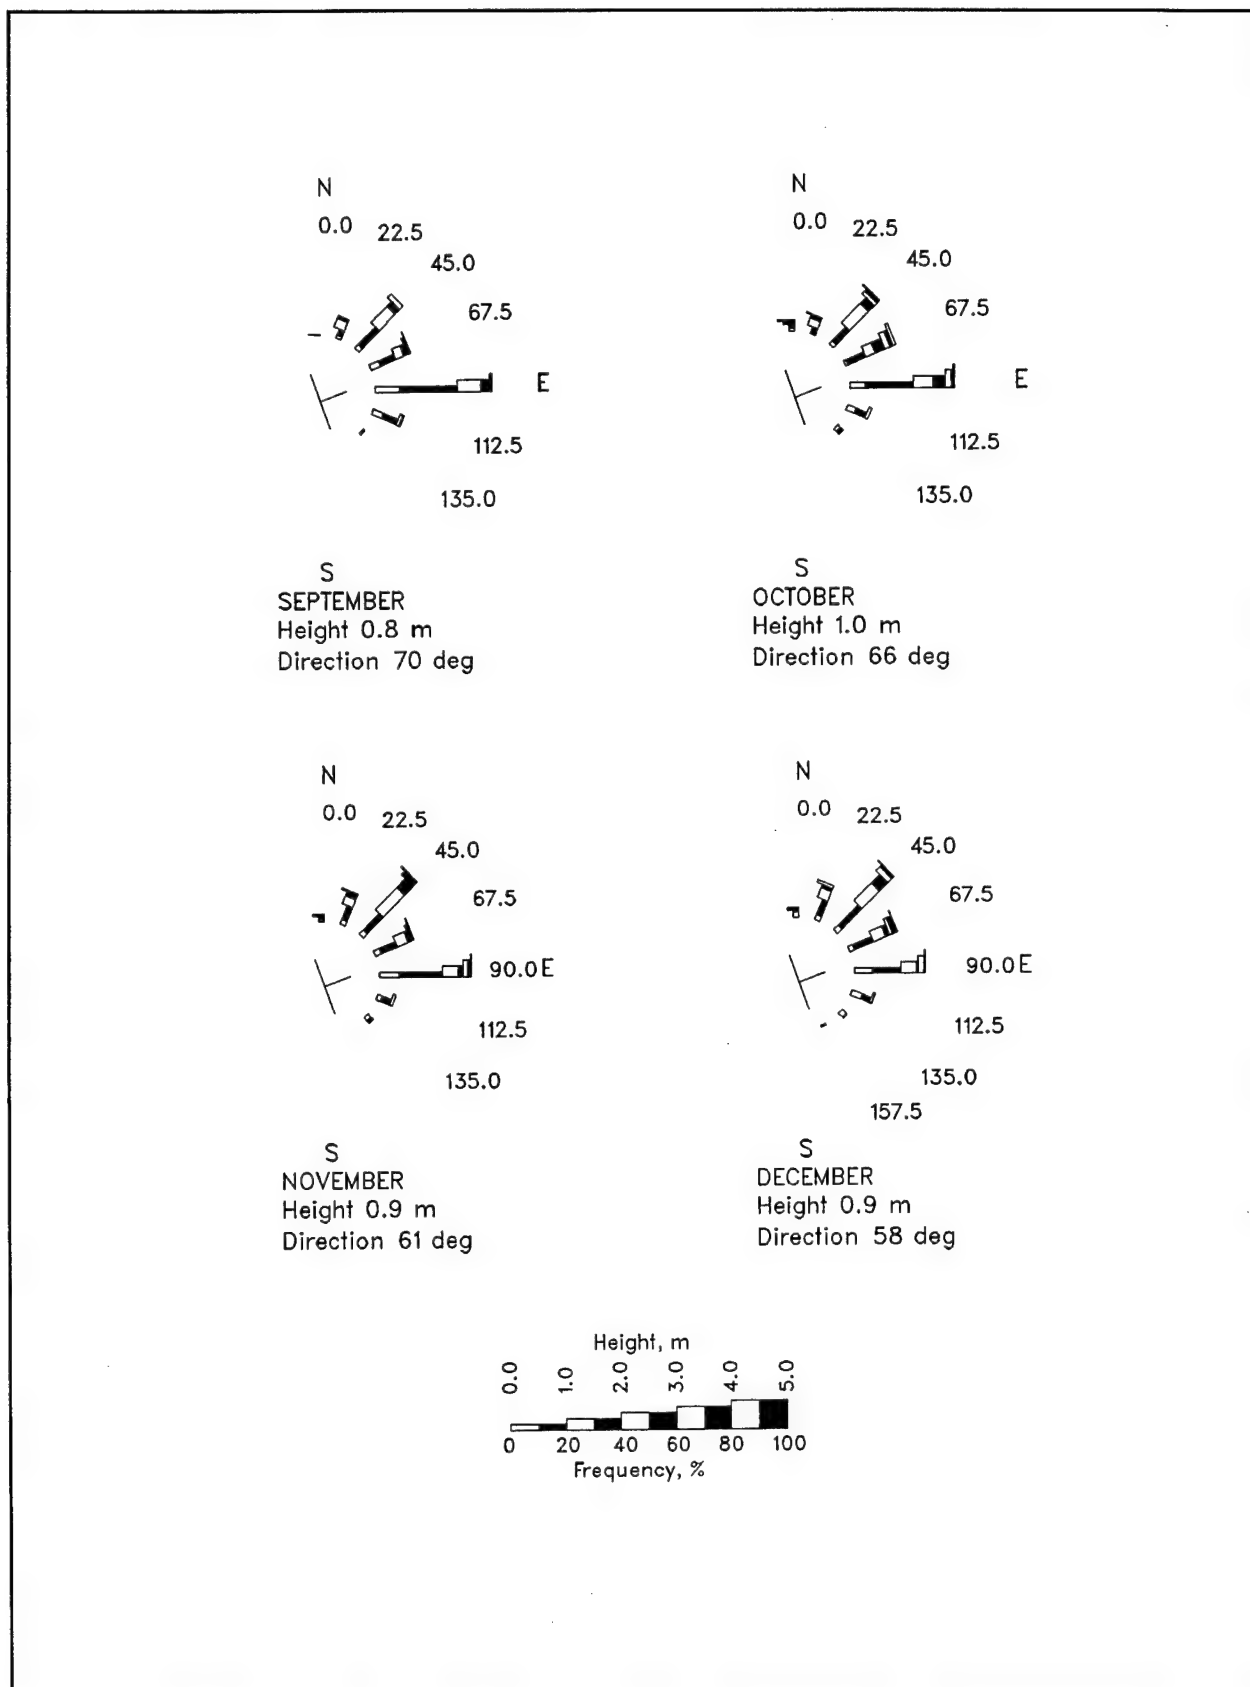 N
0.0 22.5
45.0
67.5
E
112.5
135.0
S
SEPTEMBER
Height 0.8 m
Direction 70 deg
N
0.0 22.5
45.0
67.5
E
112.5
135.0
S
OCTOBER
Height 1.0 m
Direction 66 deg
N
0.0 22.5
45.0
67.5
90.0 E
112.5
135.0
S
NOVEMBER
Height 0.9 m
Direction 61 deg
N
0.0 22.5
45.0
67.5
90.0 E
112.5
135.0
157.5
S
DECEMBER
Height 0.9 m
Direction 58 deg
Height, m
0.0 1.0 2.0 3.0 4.0 5.0
0 20 40 60 80 100
Frequency, %